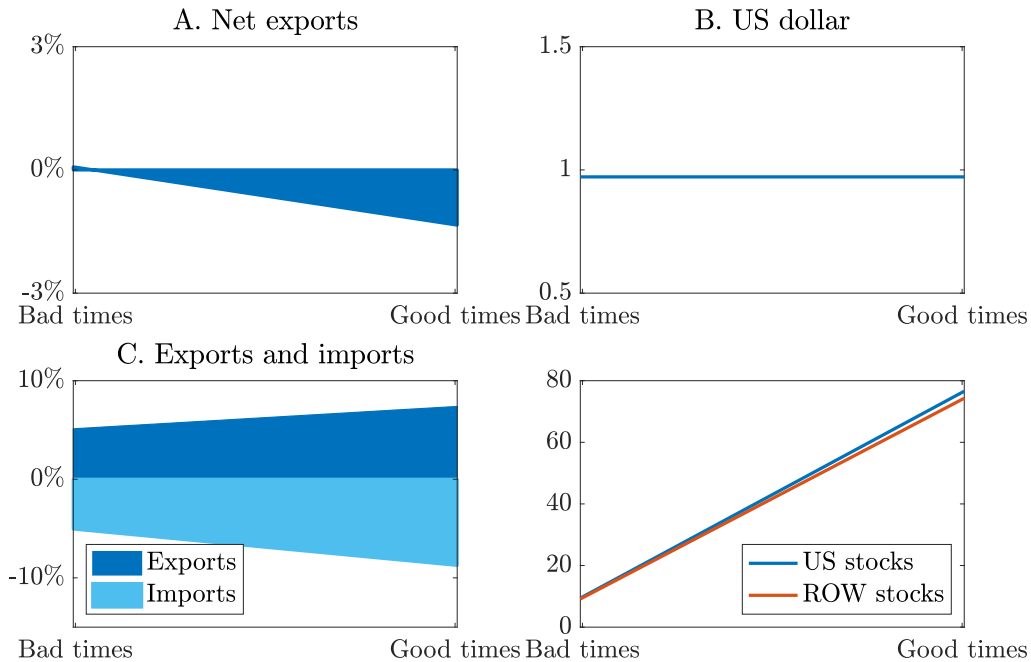 A. Net exports
3%
0%
-3%
Bad times
Good times
B. US dollar
1.5
1
0.5
Bad times
Good times
C. Exports and imports
10%
0%
-10%
Exports
Imports
Bad times
Good times
80
60
40
20
0
US stocks
ROW stocks
Bad times
Good times